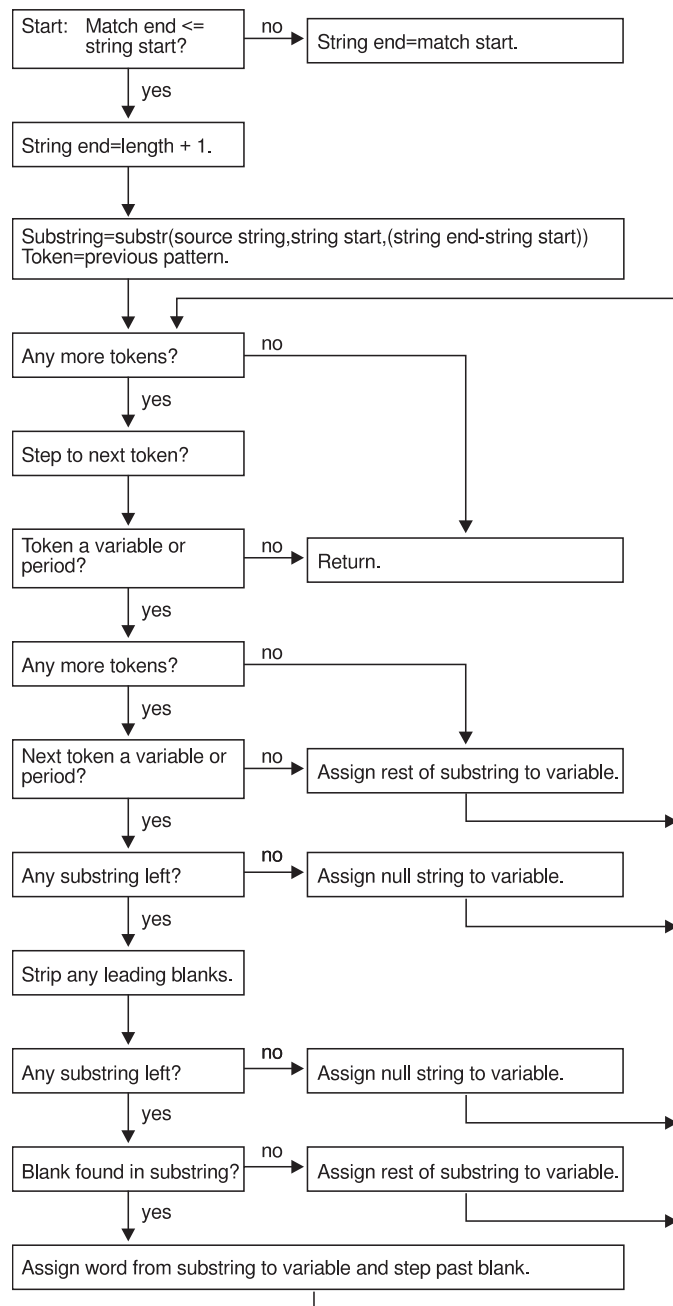 Start: Match end <= no
string start? String end=match start.
yes
String end=length + 1.
Substring=substr(source string,string start,(string end-string start))
Token=previous pattern.
Any more tokens? no
yes
Step to next token?
Token a variable or no
period? Return.
yes
Any more tokens? no
yes
Next token a variable or no
period? Assign rest of substring to variable.
yes
Any substring left? no Assign null string to variable.
yes
Strip any leading blanks.
Any substring left? no Assign null string to variable.
yes
Blank found in substring? no Assign rest of substring to variable.
yes
Assign word from substring to variable and step past blank.